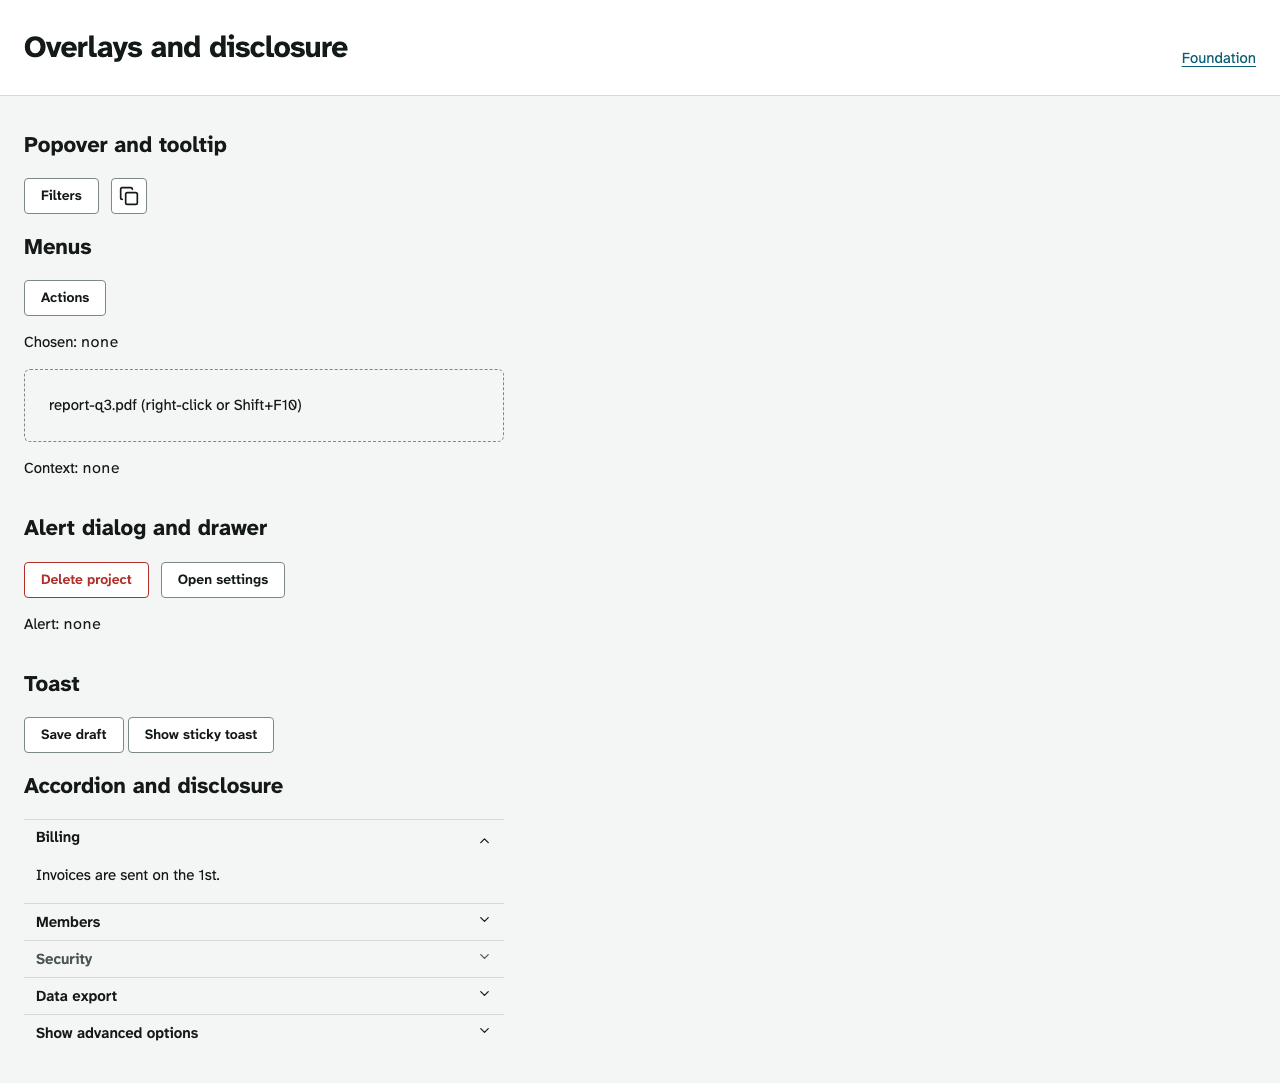 Overlays and disclosure
Foundation
Popover and tooltip
Filters
Menus
Actions
Chosen: none
report-q3.pdf (right-click or Shift+F10)
Context: none
Alert dialog and drawer
Delete project Open settings
Alert: none
Toast
Save draft Show sticky toast
Accordion and disclosure
Billing
Invoices are sent on the 1st.
Members
Security
Data export
Show advanced options